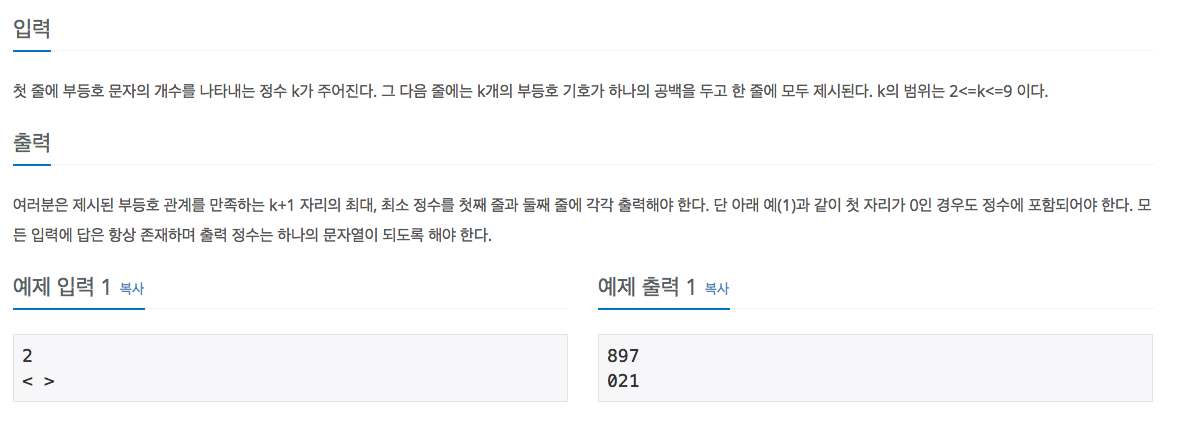 입력
첫 줄에 부등호 문자의 개수를 나타내는 정수 k가 주어진다. 그 다음 줄에는 k개의 부등호 기호가 하나의 공백을 두고 한 줄에 모두 제시된다. k의 범위는 2<=k<=9 이다.
출력
여러분은 제시된 부등호 관계를 만족하는 k+1 자리의 최대, 최소 정수를 첫째 줄과 둘째 줄에 각각 출력해야 한다. 단 아래 예(1)과 같이 첫 자리가 0인 경우도 정수에 포함되어야 한다. 모
든 입력에 답은 항상 존재하며 출력 정수는 하나의 문자열이 되도록 해야 한다.
예제 입력 1 복사
2
< >
예제 출력 1 복사
897
021